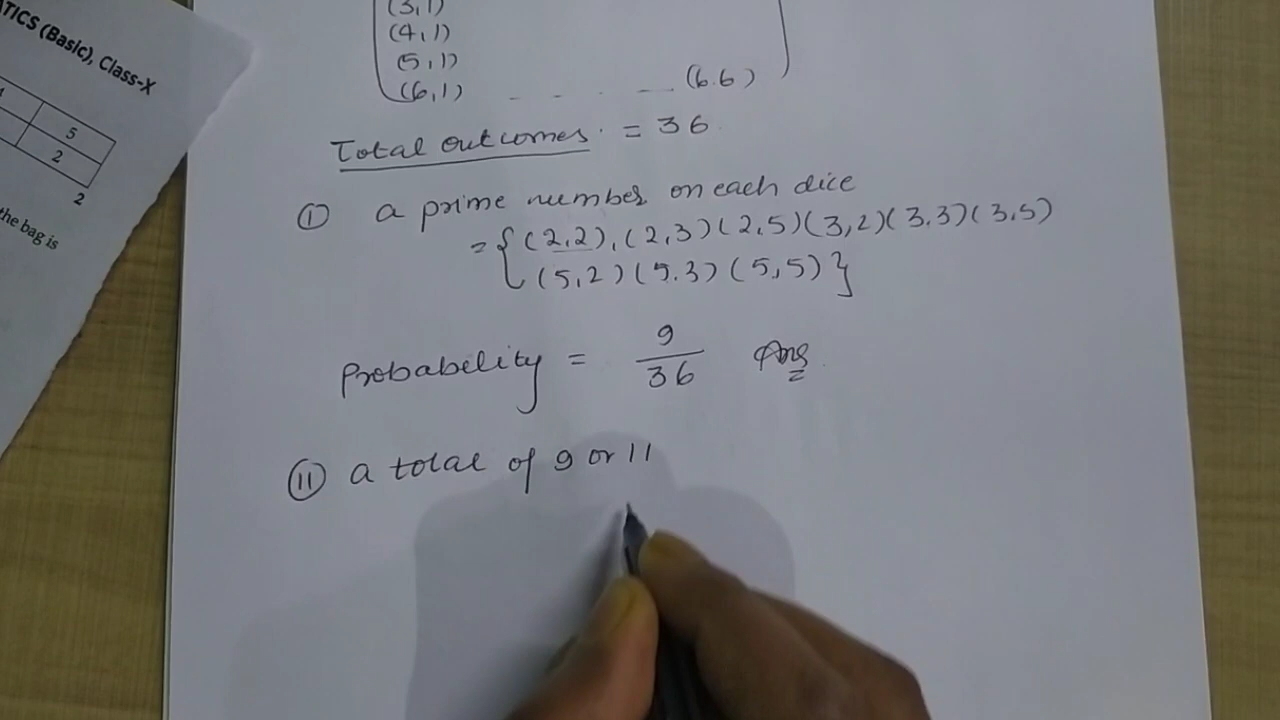 TICS (Basic), Class-X
5
2
2
the bag is
(3,1)
(4,1)
(5,1)
(6,1) - - - - - (6.6)
Total outcomes = 36
(i) a prime number on each dice
= { (2,2), (2,3) (2,5) (3,2) (3.3) (3,5)
(5,2) (5.3) (5,5) }
Probabelity = 9/36 Ans
(ii) a total of 9 or 11